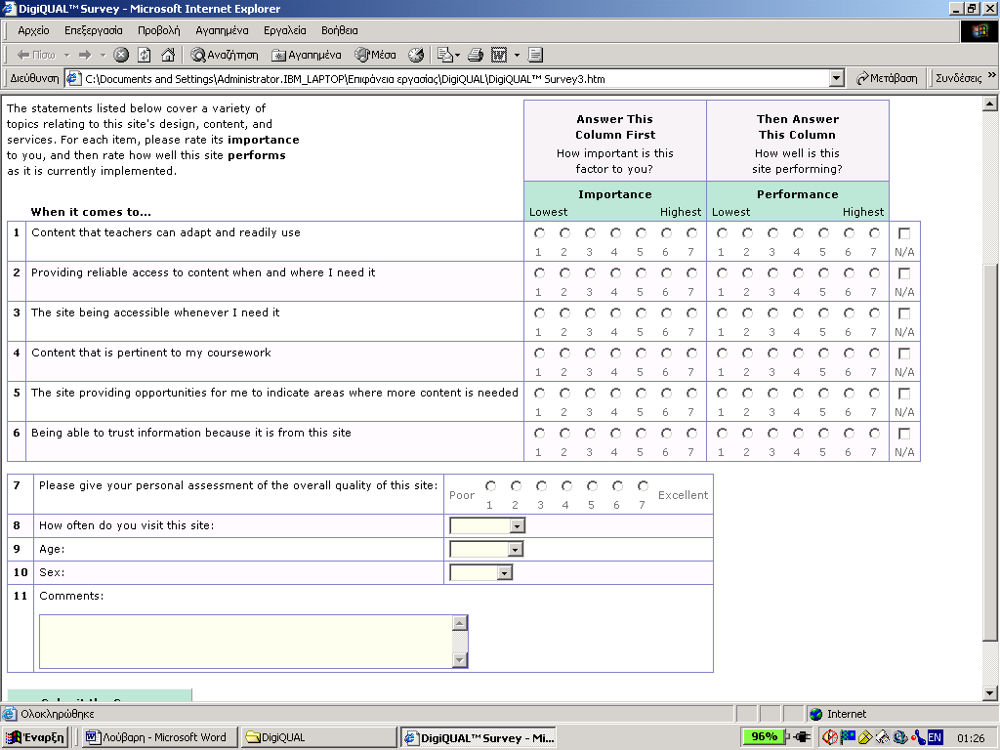 DigiQUAL™ Survey - Microsoft Internet Explorer
Αρχείο Επεξεργασία Προβολή Αγαπημένα Εργαλεία Βοήθεια
Πίσω Αναζήτηση Αγαπημένα Μέσα
Διεύθυνση C:\Documents and Settings\Administrator.IBM_LAPTOP\Επιφάνεια εργασίας\DigiQUAL\DigiQUAL™ Survey3.htm Μετάβαση Συνδέσεις »
The statements listed below cover a variety of
topics relating to this site's design, content, and
services. For each item, please rate its importance
to you, and then rate how well this site performs
as it is currently implemented.
Answer This
Column First
How important is this
factor to you?
Then Answer
This Column
How well is this
site performing?
When it comes to...
Importance
Lowest Highest
Performance
Lowest Highest
1 Content that teachers can adapt and readily use
1 2 3 4 5 6 7 1 2 3 4 5 6 7 N/A
2 Providing reliable access to content when and where I need it
1 2 3 4 5 6 7 1 2 3 4 5 6 7 N/A
3 The site being accessible whenever I need it
1 2 3 4 5 6 7 1 2 3 4 5 6 7 N/A
4 Content that is pertinent to my coursework
1 2 3 4 5 6 7 1 2 3 4 5 6 7 N/A
5 The site providing opportunities for me to indicate areas where more content is needed
1 2 3 4 5 6 7 1 2 3 4 5 6 7 N/A
6 Being able to trust information because it is from this site
1 2 3 4 5 6 7 1 2 3 4 5 6 7 N/A
7 Please give your personal assessment of the overall quality of this site:
Poor 1 2 3 4 5 6 7 Excellent
8 How often do you visit this site:
9 Age:
10 Sex:
11 Comments:
Ολοκληρώθηκε Internet
Έναρξη Λούβαρη - Microsoft Word DigiQUAL DigiQUAL™ Survey - Mi... 96% EN 01:26